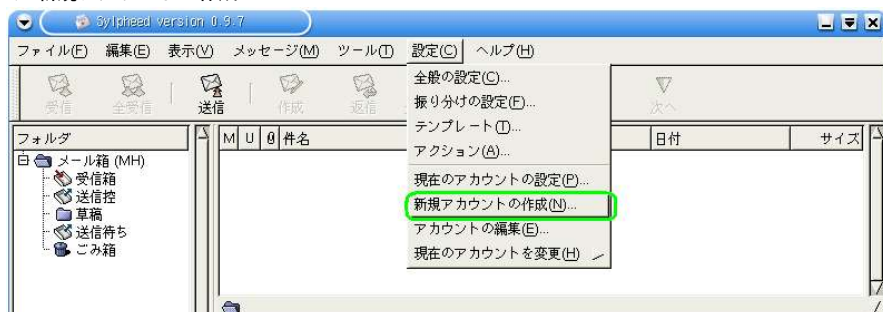 Sylpheed version 0.9.7
ファイル(F) 編集(E) 表示(V) メッセージ(M) ツール(T) 設定(C) ヘルプ(H)
受信 全受信 送信 作成 返信 次へ
全般の設定(C)...
振り分けの設定(F)...
テンプレート(T)...
アクション(A)...
現在のアカウントの設定(P)...
新規アカウントの作成(N)...
アカウントの編集(E)...
現在のアカウントを変更(H)
フォルダ M U 件名 日付 サイズ
メール箱 (MH)
受信箱
送信控
草稿
送信待ち
ごみ箱